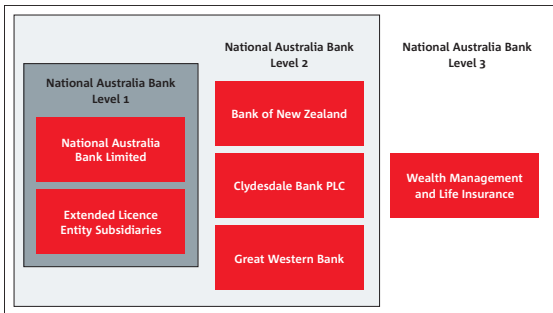 National Australia Bank
Level 1
National Australia
Bank Limited
Extended Licence
Entity Subsidiaries
National Australia Bank
Level 2
Bank of New Zealand
Clydesdale Bank PLC
Great Western Bank
National Australia Bank
Level 3
Wealth Management
and Life Insurance